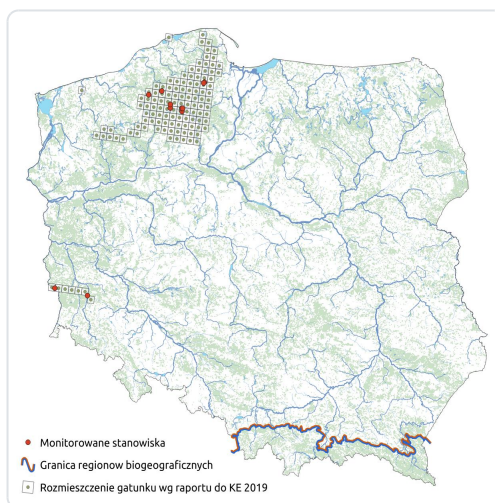 Monitorowane stanowiska
Granica regionow biogeograficznych
Rozmieszczenie gatunku wg raportu do KE 2019